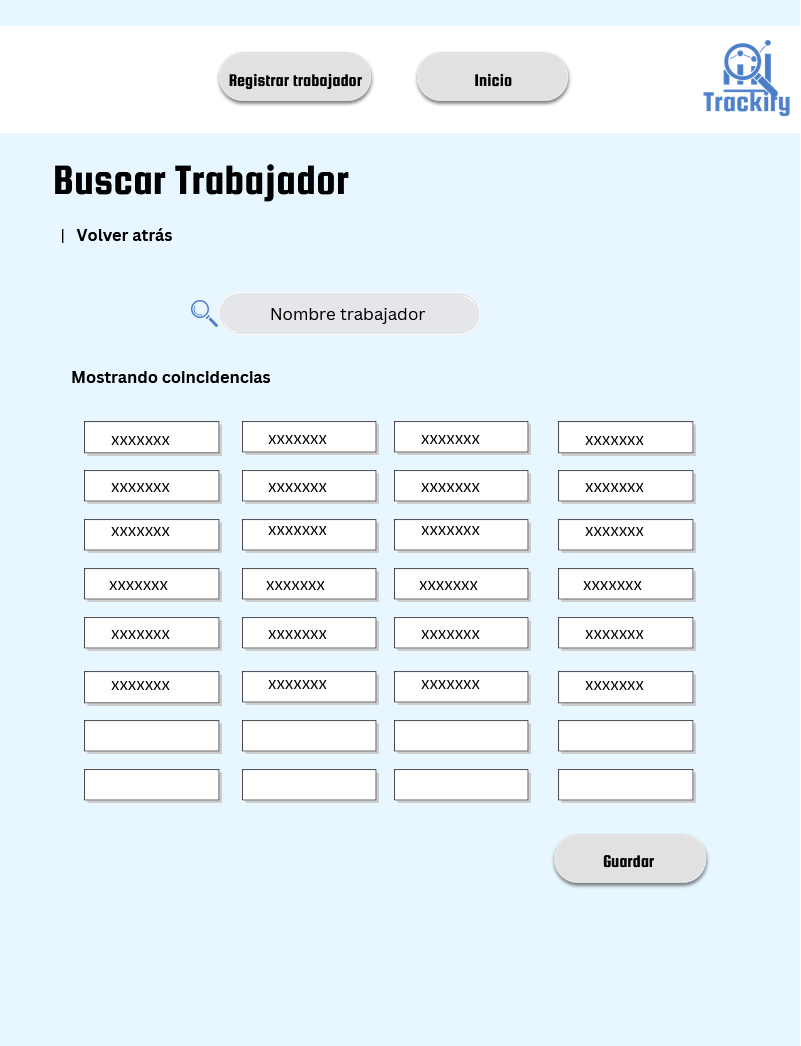 Registrar trabajador Inicio
Trackify
Buscar Trabajador
| Volver atrás
Nombre trabajador
Mostrando coincidencias
xxxxxxx xxxxxxx xxxxxxx xxxxxxx
xxxxxxx xxxxxxx xxxxxxx xxxxxxx
xxxxxxx xxxxxxx xxxxxxx xxxxxxx
xxxxxxx xxxxxxx xxxxxxx xxxxxxx
xxxxxxx xxxxxxx xxxxxxx xxxxxxx
xxxxxxx xxxxxxx xxxxxxx xxxxxxx
Guardar